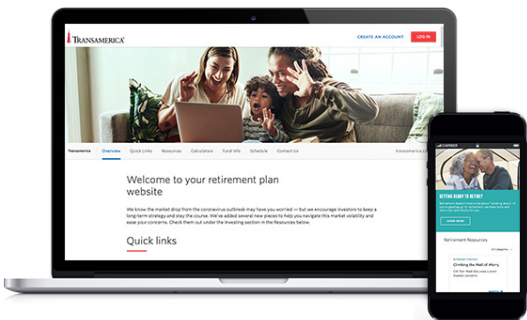 TRANSAMERICA®
CREATE AN ACCOUNT
LOG IN
Transamerica
Overview
Quick Links
Resources
Calculators
Fund Info
Schedule
Contact Us
Welcome to your retirement plan
website
We know the market drop from the coronavirus outbreak may have you worried — but we encourage investors to keep a
long-term strategy and stay the course. We've added several new pieces to help you navigate this market volatility and
ease your concerns. Check them out under the Investing section in the Resources below.
Quick links
CARRIER
GETTING READY TO RETIRE?
Retirement Resources
All Categories
Climbing the Wall of Worry